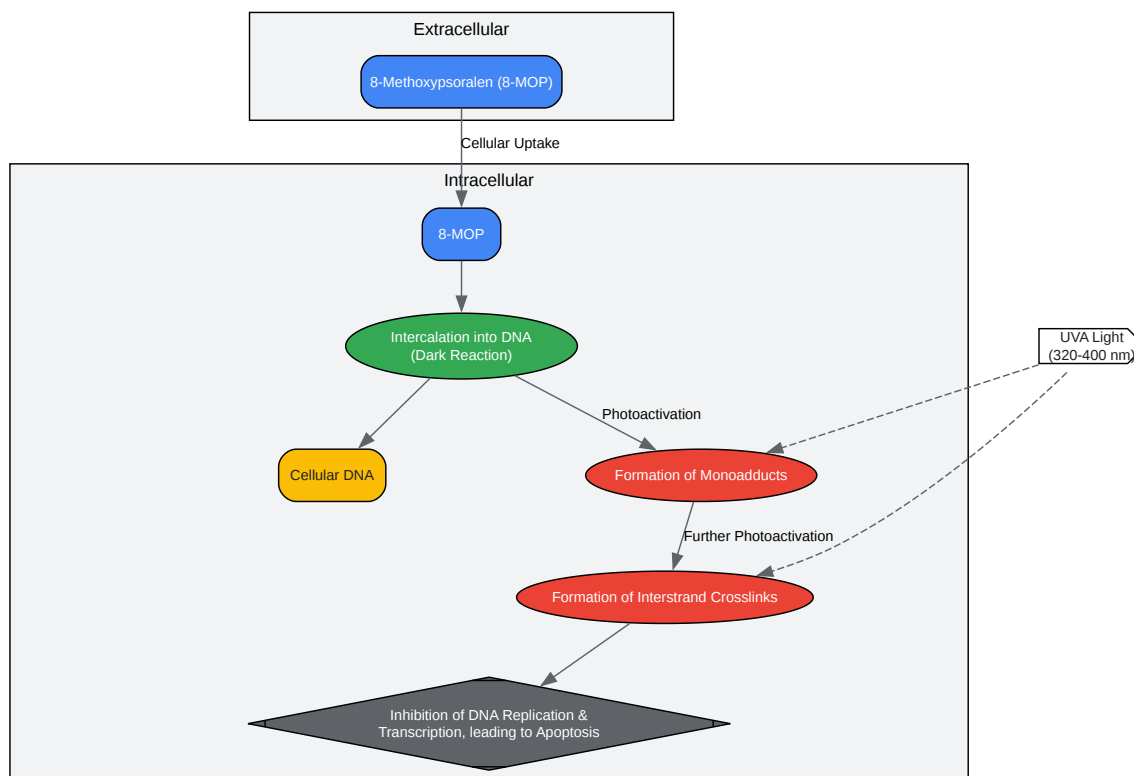 Extracellular
8-Methoxypsoralen (8-MOP)
Cellular Uptake
Intracellular
8-MOP
Intercalation into DNA
(Dark Reaction)
UVA Light
(320-400 nm)
Photoactivation
Cellular DNA
Formation of Monoadducts
Further Photoactivation
Formation of Interstrand Crosslinks
Inhibition of DNA Replication &
Transcription, leading to Apoptosis